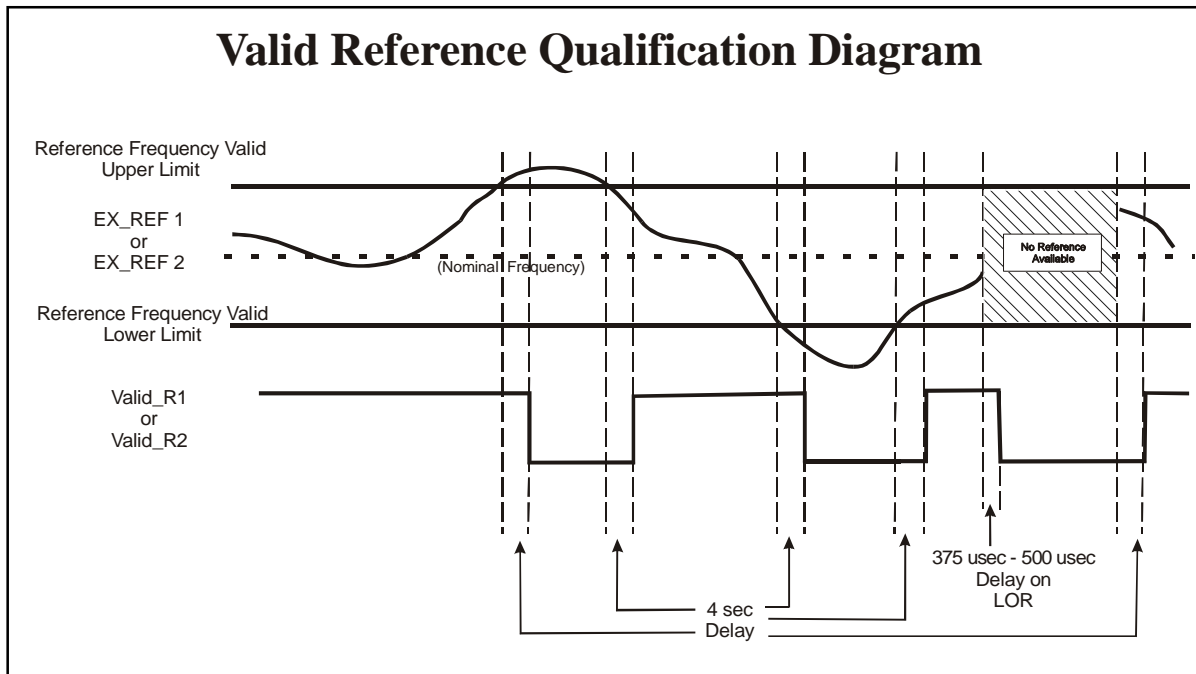 Valid Reference Qualification Diagram
Reference Frequency Valid
Upper Limit
EX_REF 1
or
EX_REF 2
(Nominal Frequency)
No Reference
Available
Reference Frequency Valid
Lower Limit
Valid_R1
or
Valid_R2
375 usec - 500 usec
Delay on
LOR
4 sec
Delay